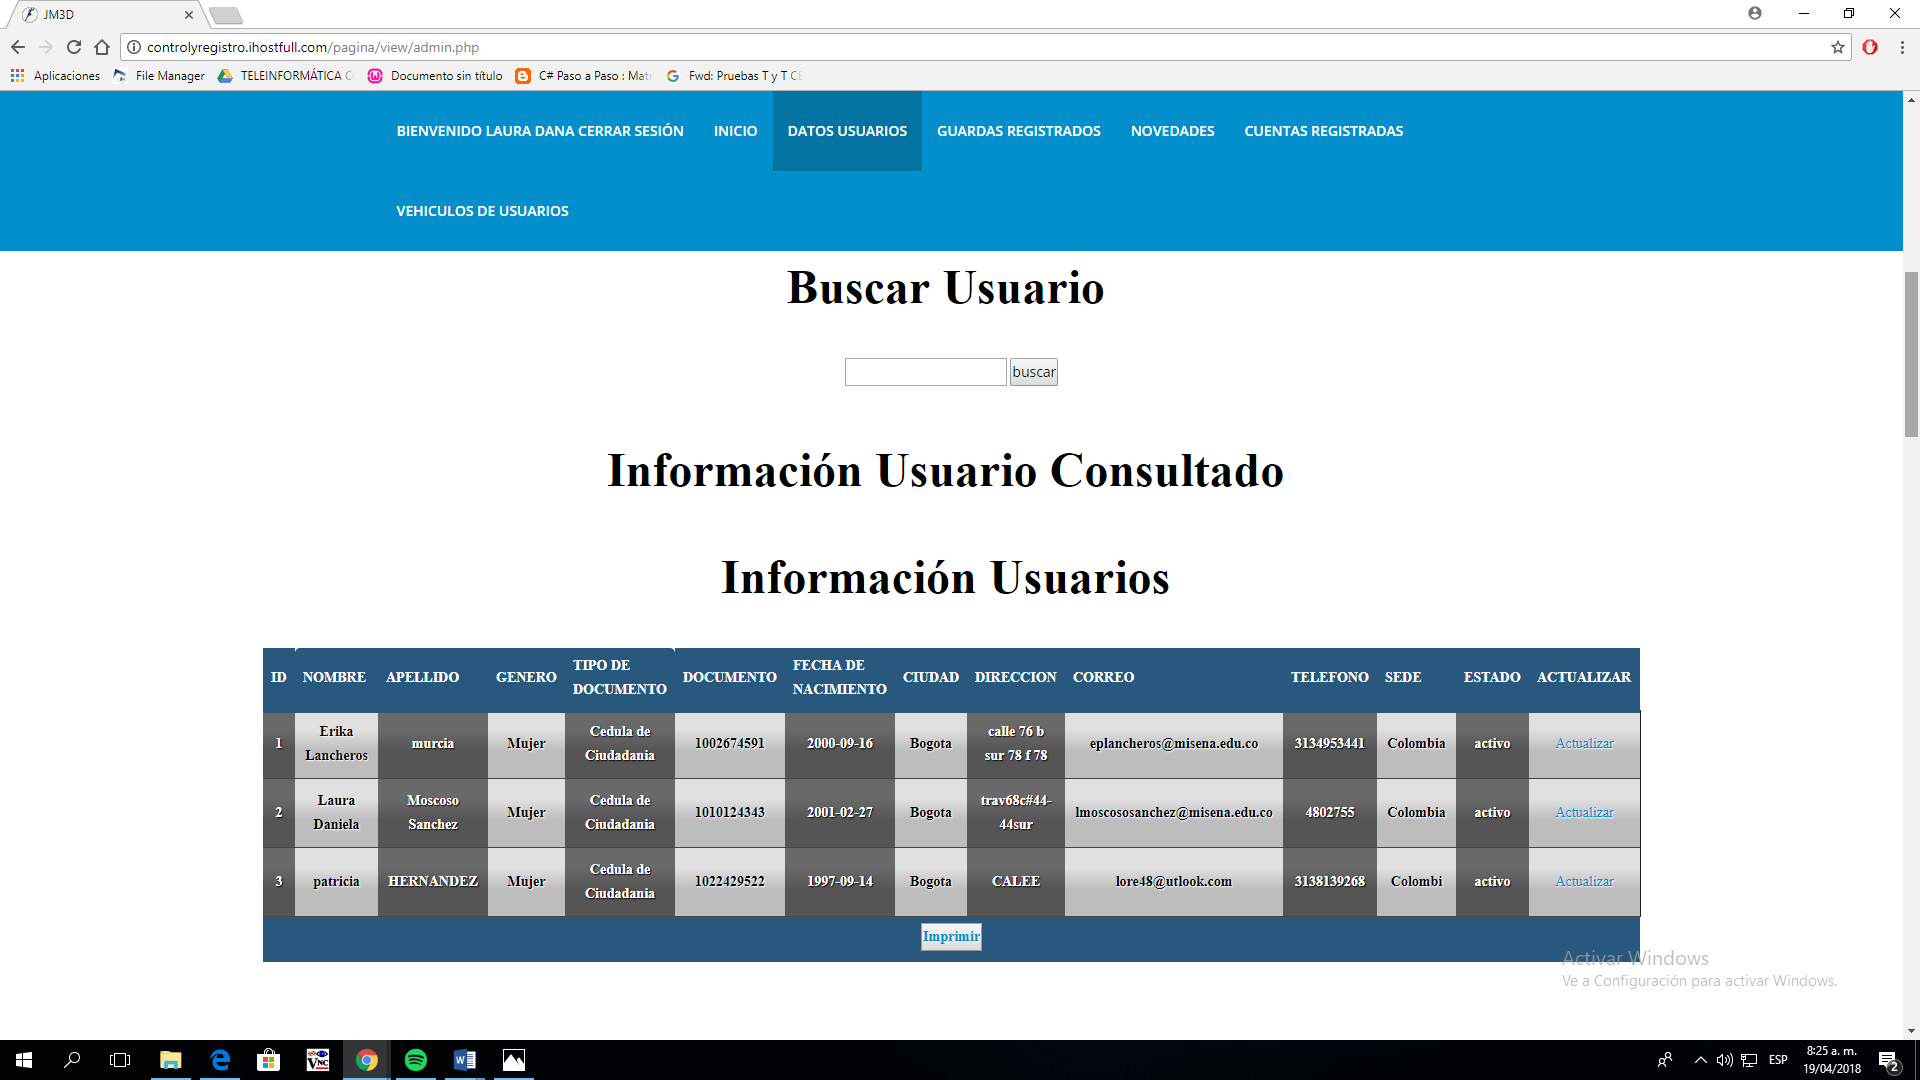 JM3D
controlyregistro.ihostfull.com/pagina/view/admin.php
Aplicaciones File Manager TELEINFORMÁTICA Documento sin título C# Paso a Paso : Mat Fwd: Pruebas T y T CE
BIENVENIDO LAURA DANA CERRAR SESIÓN INICIO DATOS USUARIOS GUARDAS REGISTRADOS NOVEDADES CUENTAS REGISTRADAS
VEHICULOS DE USUARIOS
Buscar Usuario
buscar
Información Usuario Consultado
Información Usuarios
ID NOMBRE APELLIDO GENERO TIPO DE DOCUMENTO DOCUMENTO FECHA DE NACIMIENTO CIUDAD DIRECCION CORREO TELEFONO SEDE ESTADO ACTUALIZAR
1 Erika Lancheros murcia Mujer Cedula de Ciudadania 1002674591 2000-09-16 Bogota calle 76 b sur 78 f 78 eplancheros@misena.edu.co 3134953441 Colombia activo Actualizar
2 Laura Daniela Moscoso Sanchez Mujer Cedula de Ciudadania 1010124343 2001-02-27 Bogota trav68c#44-44sur lmoscososanchez@misena.edu.co 4802755 Colombia activo Actualizar
3 patricia HERNANDEZ Mujer Cedula de Ciudadania 1022429522 1997-09-14 Bogota CALEE lore48@utlook.com 3138139268 Colombi activo Actualizar
Imprimir
Activar Windows
Ve a Configuración para activar Windows.
VNC
ESP
8:25 a. m.
19/04/2018
2